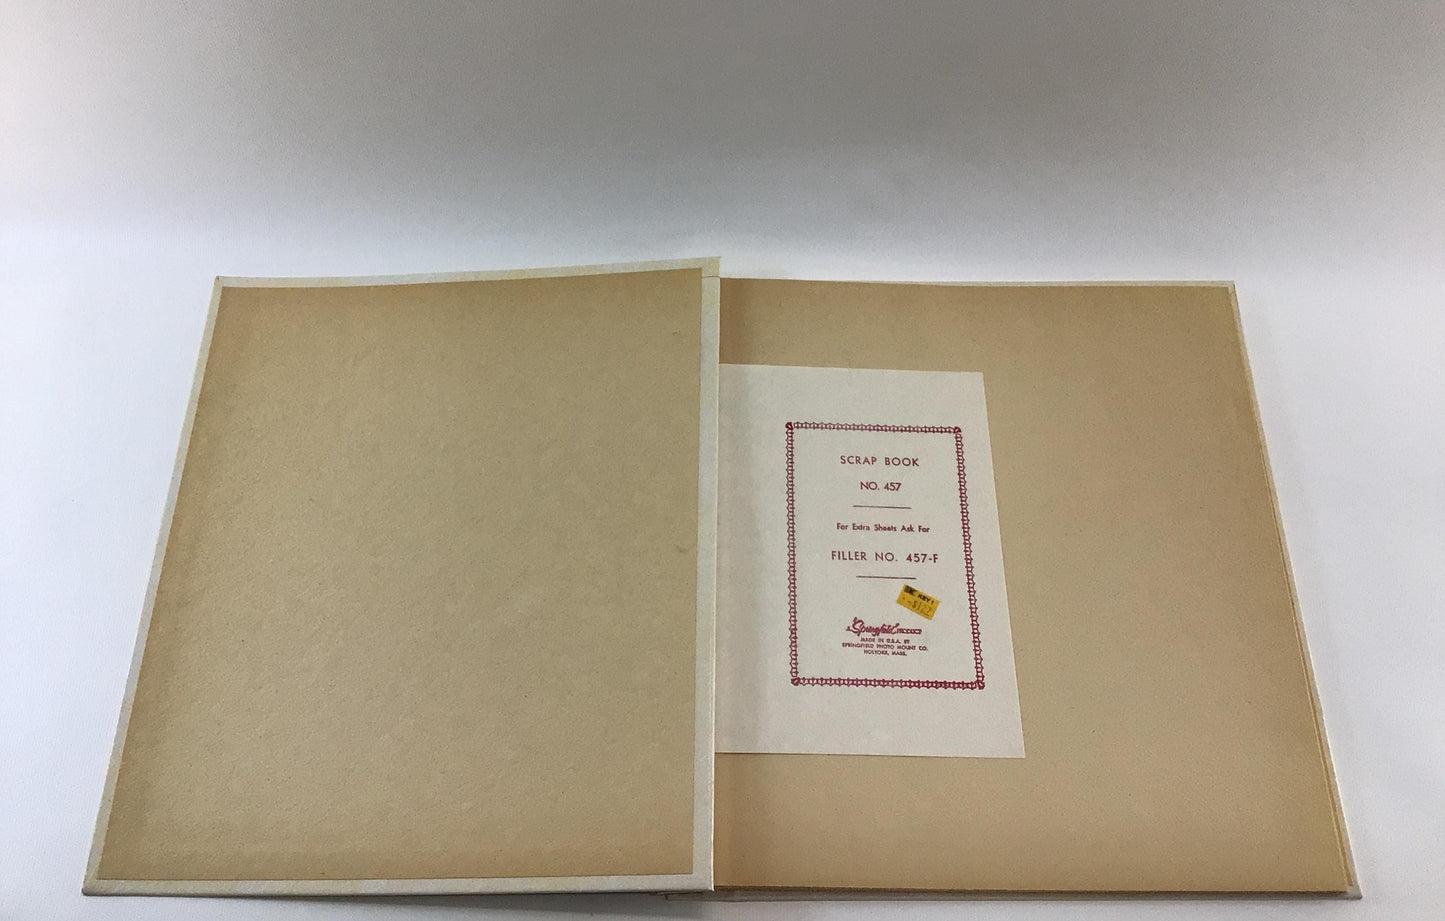 SCRAP BOOK
NO. 457
For Extra Sheets Ask For
FILLER NO. 457-F
KEY!
A Springfield PRODUCT
MADE IN U.S.A. BY
SPRINGFIELD PHOTO MOUNT CO.
HOLYOKE, MASS.